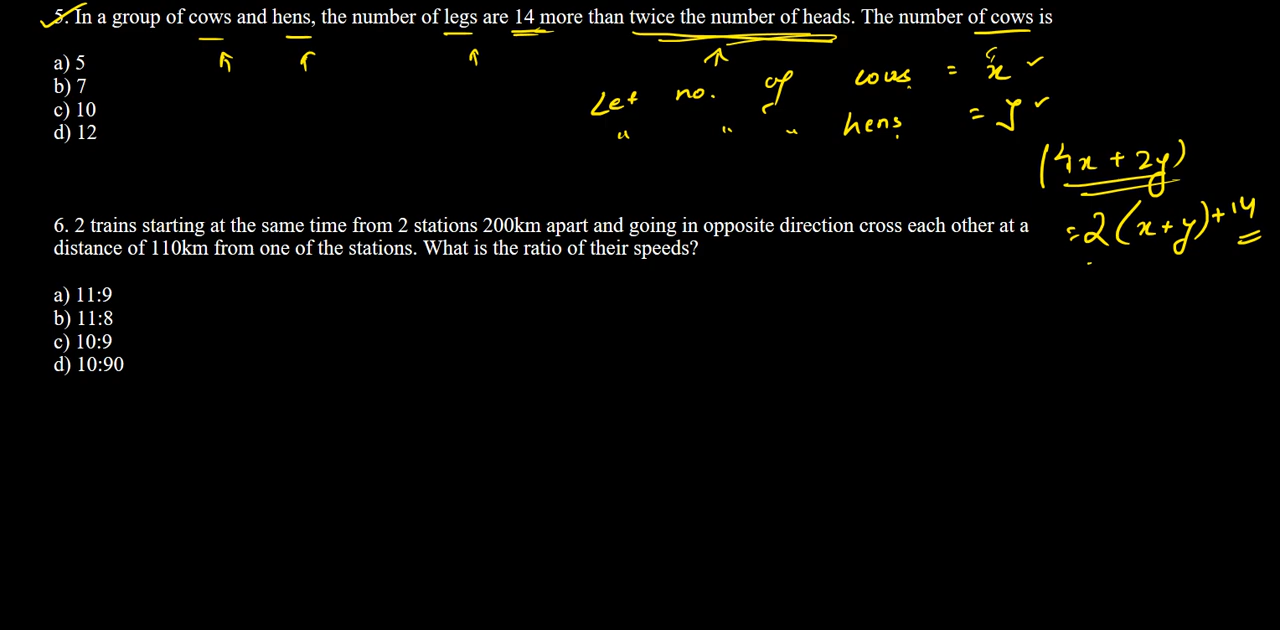 5. In a group of cows and hens, the number of legs are 14 more than twice the number of heads. The number of cows is
a) 5
b) 7
c) 10
d) 12
Let no. of cows = x
" " " hens = y
(4x + 2y)
= 2(x+y)+14
6. 2 trains starting at the same time from 2 stations 200km apart and going in opposite direction cross each other at a
distance of 110km from one of the stations. What is the ratio of their speeds?
a) 11:9
b) 11:8
c) 10:9
d) 10:90